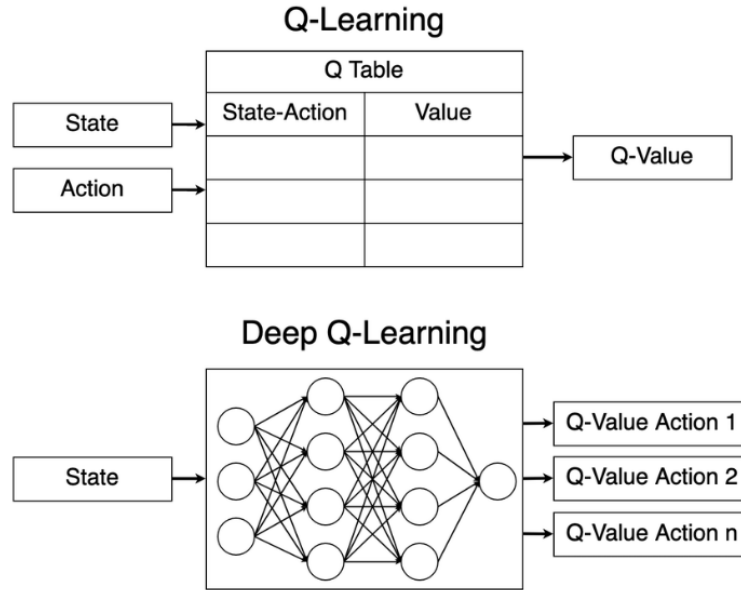 Q-Learning
Q Table
State-Action Value
State
Action
Q-Value
Deep Q-Learning
State
Q-Value Action 1
Q-Value Action 2
Q-Value Action n